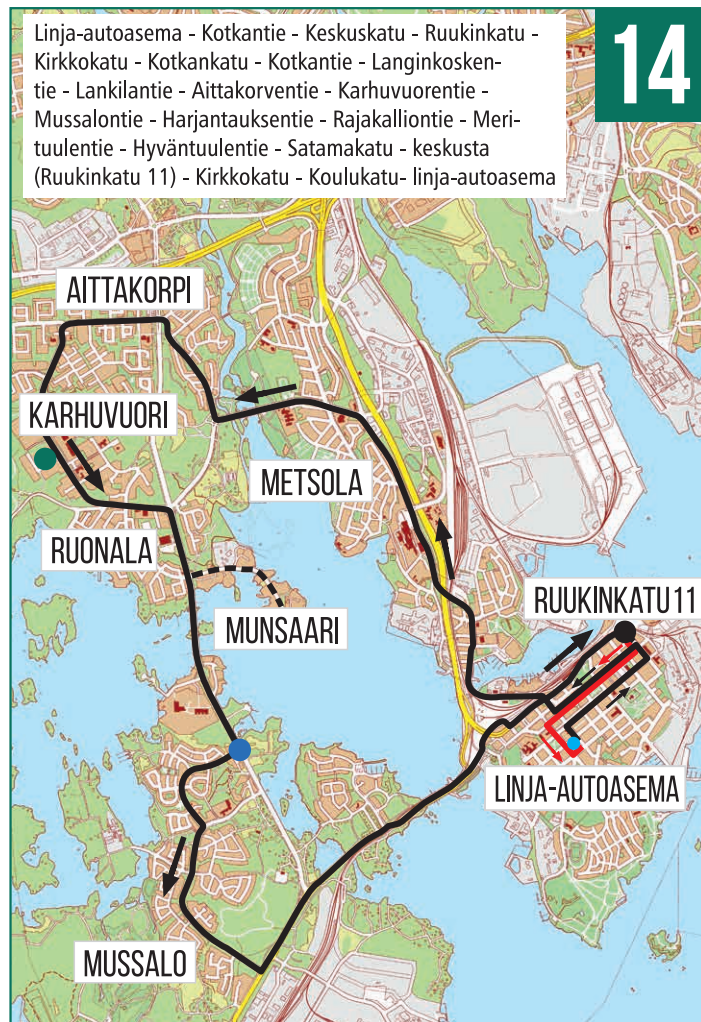 Linja-autoasema - Kotkantie - Keskuskatu - Ruukinkatu -
Kirkkokatu - Kotkankatu - Kotkantie - Langinkosken-
tie - Lankilantie - Aittakorventie - Karhuvuorentie -
Mussalontie - Harjantauksentie - Rajakalliontie - Meri-
tuulentie - Hyväntuulentie - Satamakatu - keskusta
(Ruukinkatu 11) - Kirkkokatu - Koulukatu- linja-autoasema
14
AITTAKORPI
KARHUVUORI
METSOLA
RUONALA
RUUKINKATU 11
MUNSAARI
LINJA-AUTOASEMA
MUSSALO